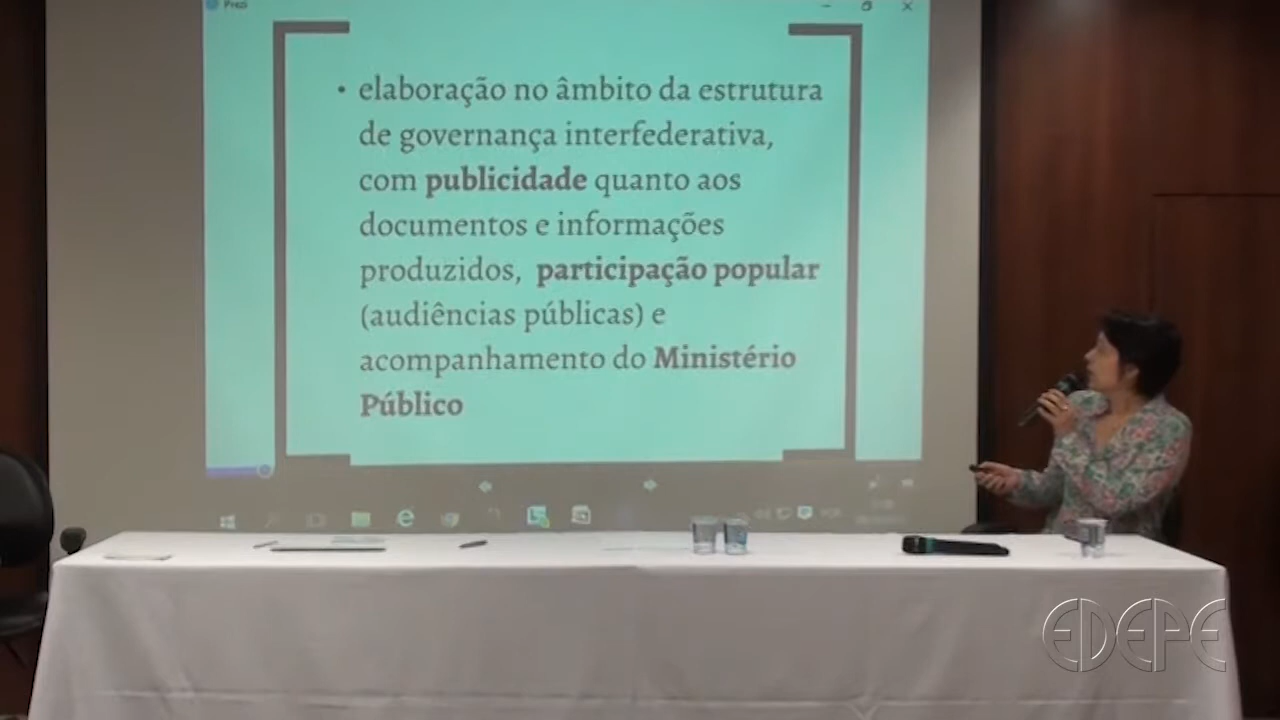 Prezi
• elaboração no âmbito da estrutura
de governança interfederativa,
com publicidade quanto aos
documentos e informações
produzidos, participação popular
(audiências públicas) e
acompanhamento do Ministério
Público
EDEPE